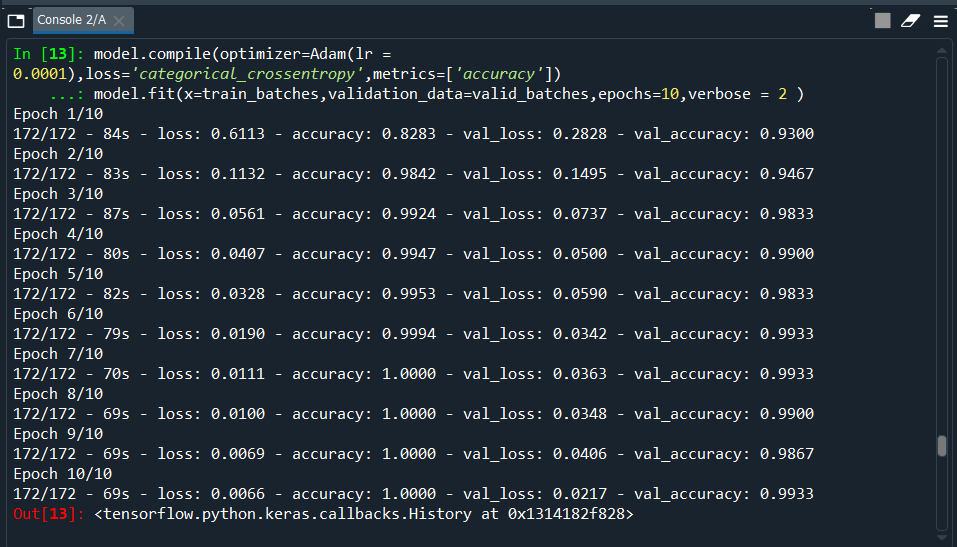 Console 2/A
In [13]: model.compile(optimizer=Adam(lr =
0.0001),loss='categorical_crossentropy',metrics=['accuracy'])
...: model.fit(x=train_batches,validation_data=valid_batches,epochs=10,verbose = 2 )
Epoch 1/10
172/172 - 84s - loss: 0.6113 - accuracy: 0.8283 - val_loss: 0.2828 - val_accuracy: 0.9300
Epoch 2/10
172/172 - 83s - loss: 0.1132 - accuracy: 0.9842 - val_loss: 0.1495 - val_accuracy: 0.9467
Epoch 3/10
172/172 - 87s - loss: 0.0561 - accuracy: 0.9924 - val_loss: 0.0737 - val_accuracy: 0.9833
Epoch 4/10
172/172 - 80s - loss: 0.0407 - accuracy: 0.9947 - val_loss: 0.0500 - val_accuracy: 0.9900
Epoch 5/10
172/172 - 82s - loss: 0.0328 - accuracy: 0.9953 - val_loss: 0.0590 - val_accuracy: 0.9833
Epoch 6/10
172/172 - 79s - loss: 0.0190 - accuracy: 0.9994 - val_loss: 0.0342 - val_accuracy: 0.9933
Epoch 7/10
172/172 - 70s - loss: 0.0111 - accuracy: 1.0000 - val_loss: 0.0363 - val_accuracy: 0.9933
Epoch 8/10
172/172 - 69s - loss: 0.0100 - accuracy: 1.0000 - val_loss: 0.0348 - val_accuracy: 0.9900
Epoch 9/10
172/172 - 69s - loss: 0.0069 - accuracy: 1.0000 - val_loss: 0.0406 - val_accuracy: 0.9867
Epoch 10/10
172/172 - 69s - loss: 0.0066 - accuracy: 1.0000 - val_loss: 0.0217 - val_accuracy: 0.9933
Out[13]: <tensorflow.python.keras.callbacks.History at 0x1314182f828>